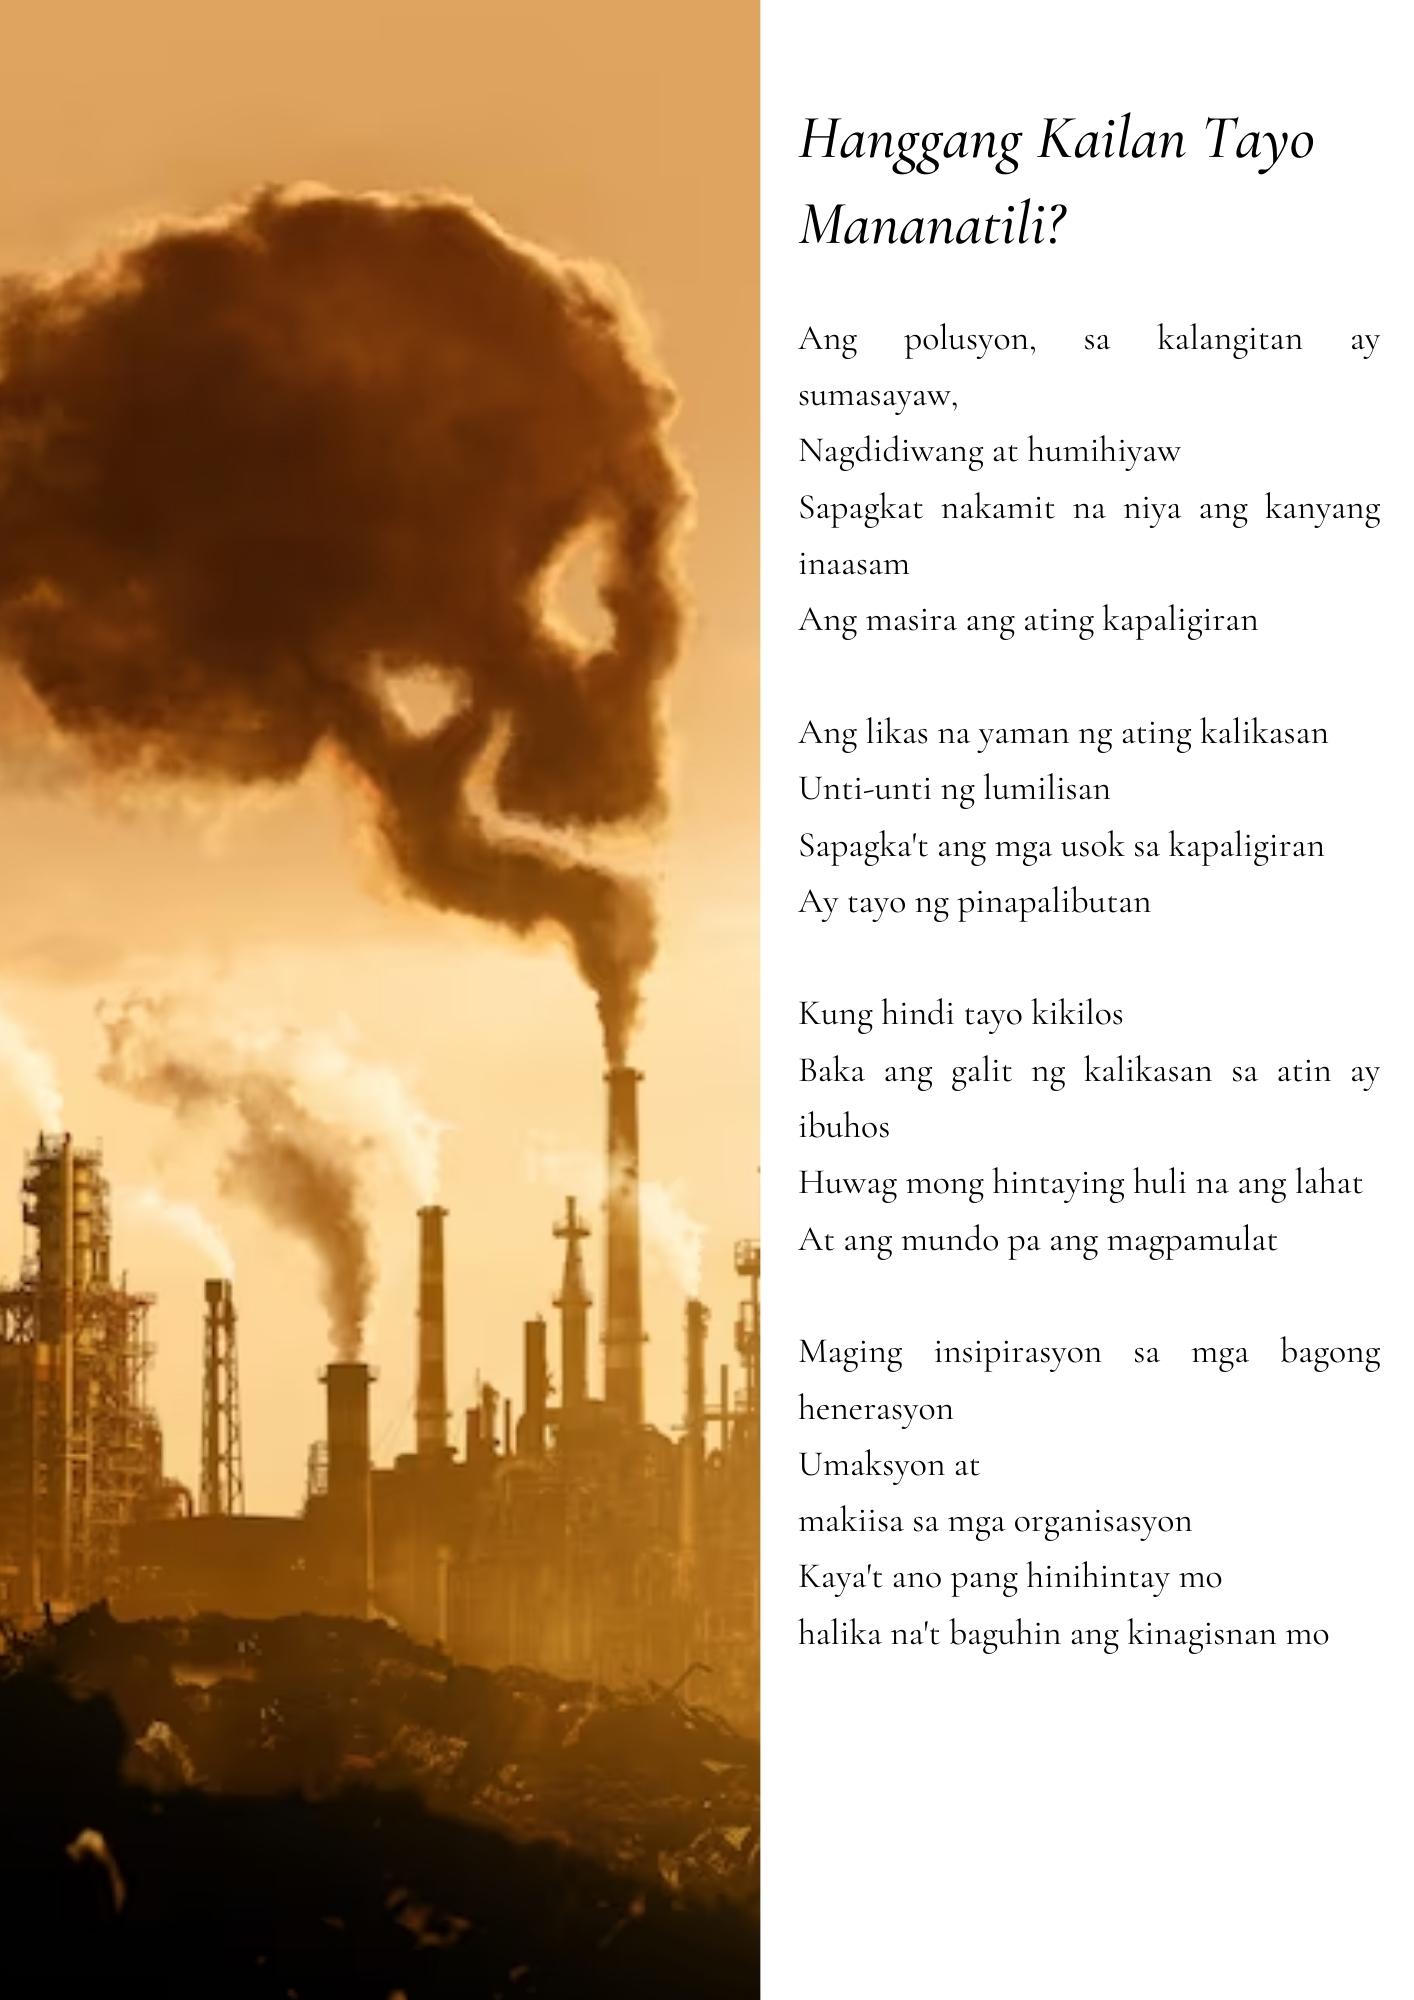 Hanggang Kailan Tayo
Mananatili?
Ang polusyon, sa kalangitan ay
sumasayaw,
Nagdidiwang at humihiyaw
Sapagkat nakamit na niya ang kanyang
inaasam
Ang masira ang ating kapaligiran
Ang likas na yaman ng ating kalikasan
Unti-unti ng lumilisan
Sapagka't ang mga usok sa kapaligiran
Ay tayo ng pinapalibutan
Kung hindi tayo kikilos
Baka ang galit ng kalikasan sa atin ay
ibuhos
Huwag mong hintaying huli na ang lahat
At ang mundo pa ang magpamulat
Maging insipirasyon sa mga bagong
henerasyon
Umaksyon at
makiisa sa mga organisasyon
Kaya't ano pang hinihintay mo
halika na't baguhin ang kinagisnan mo